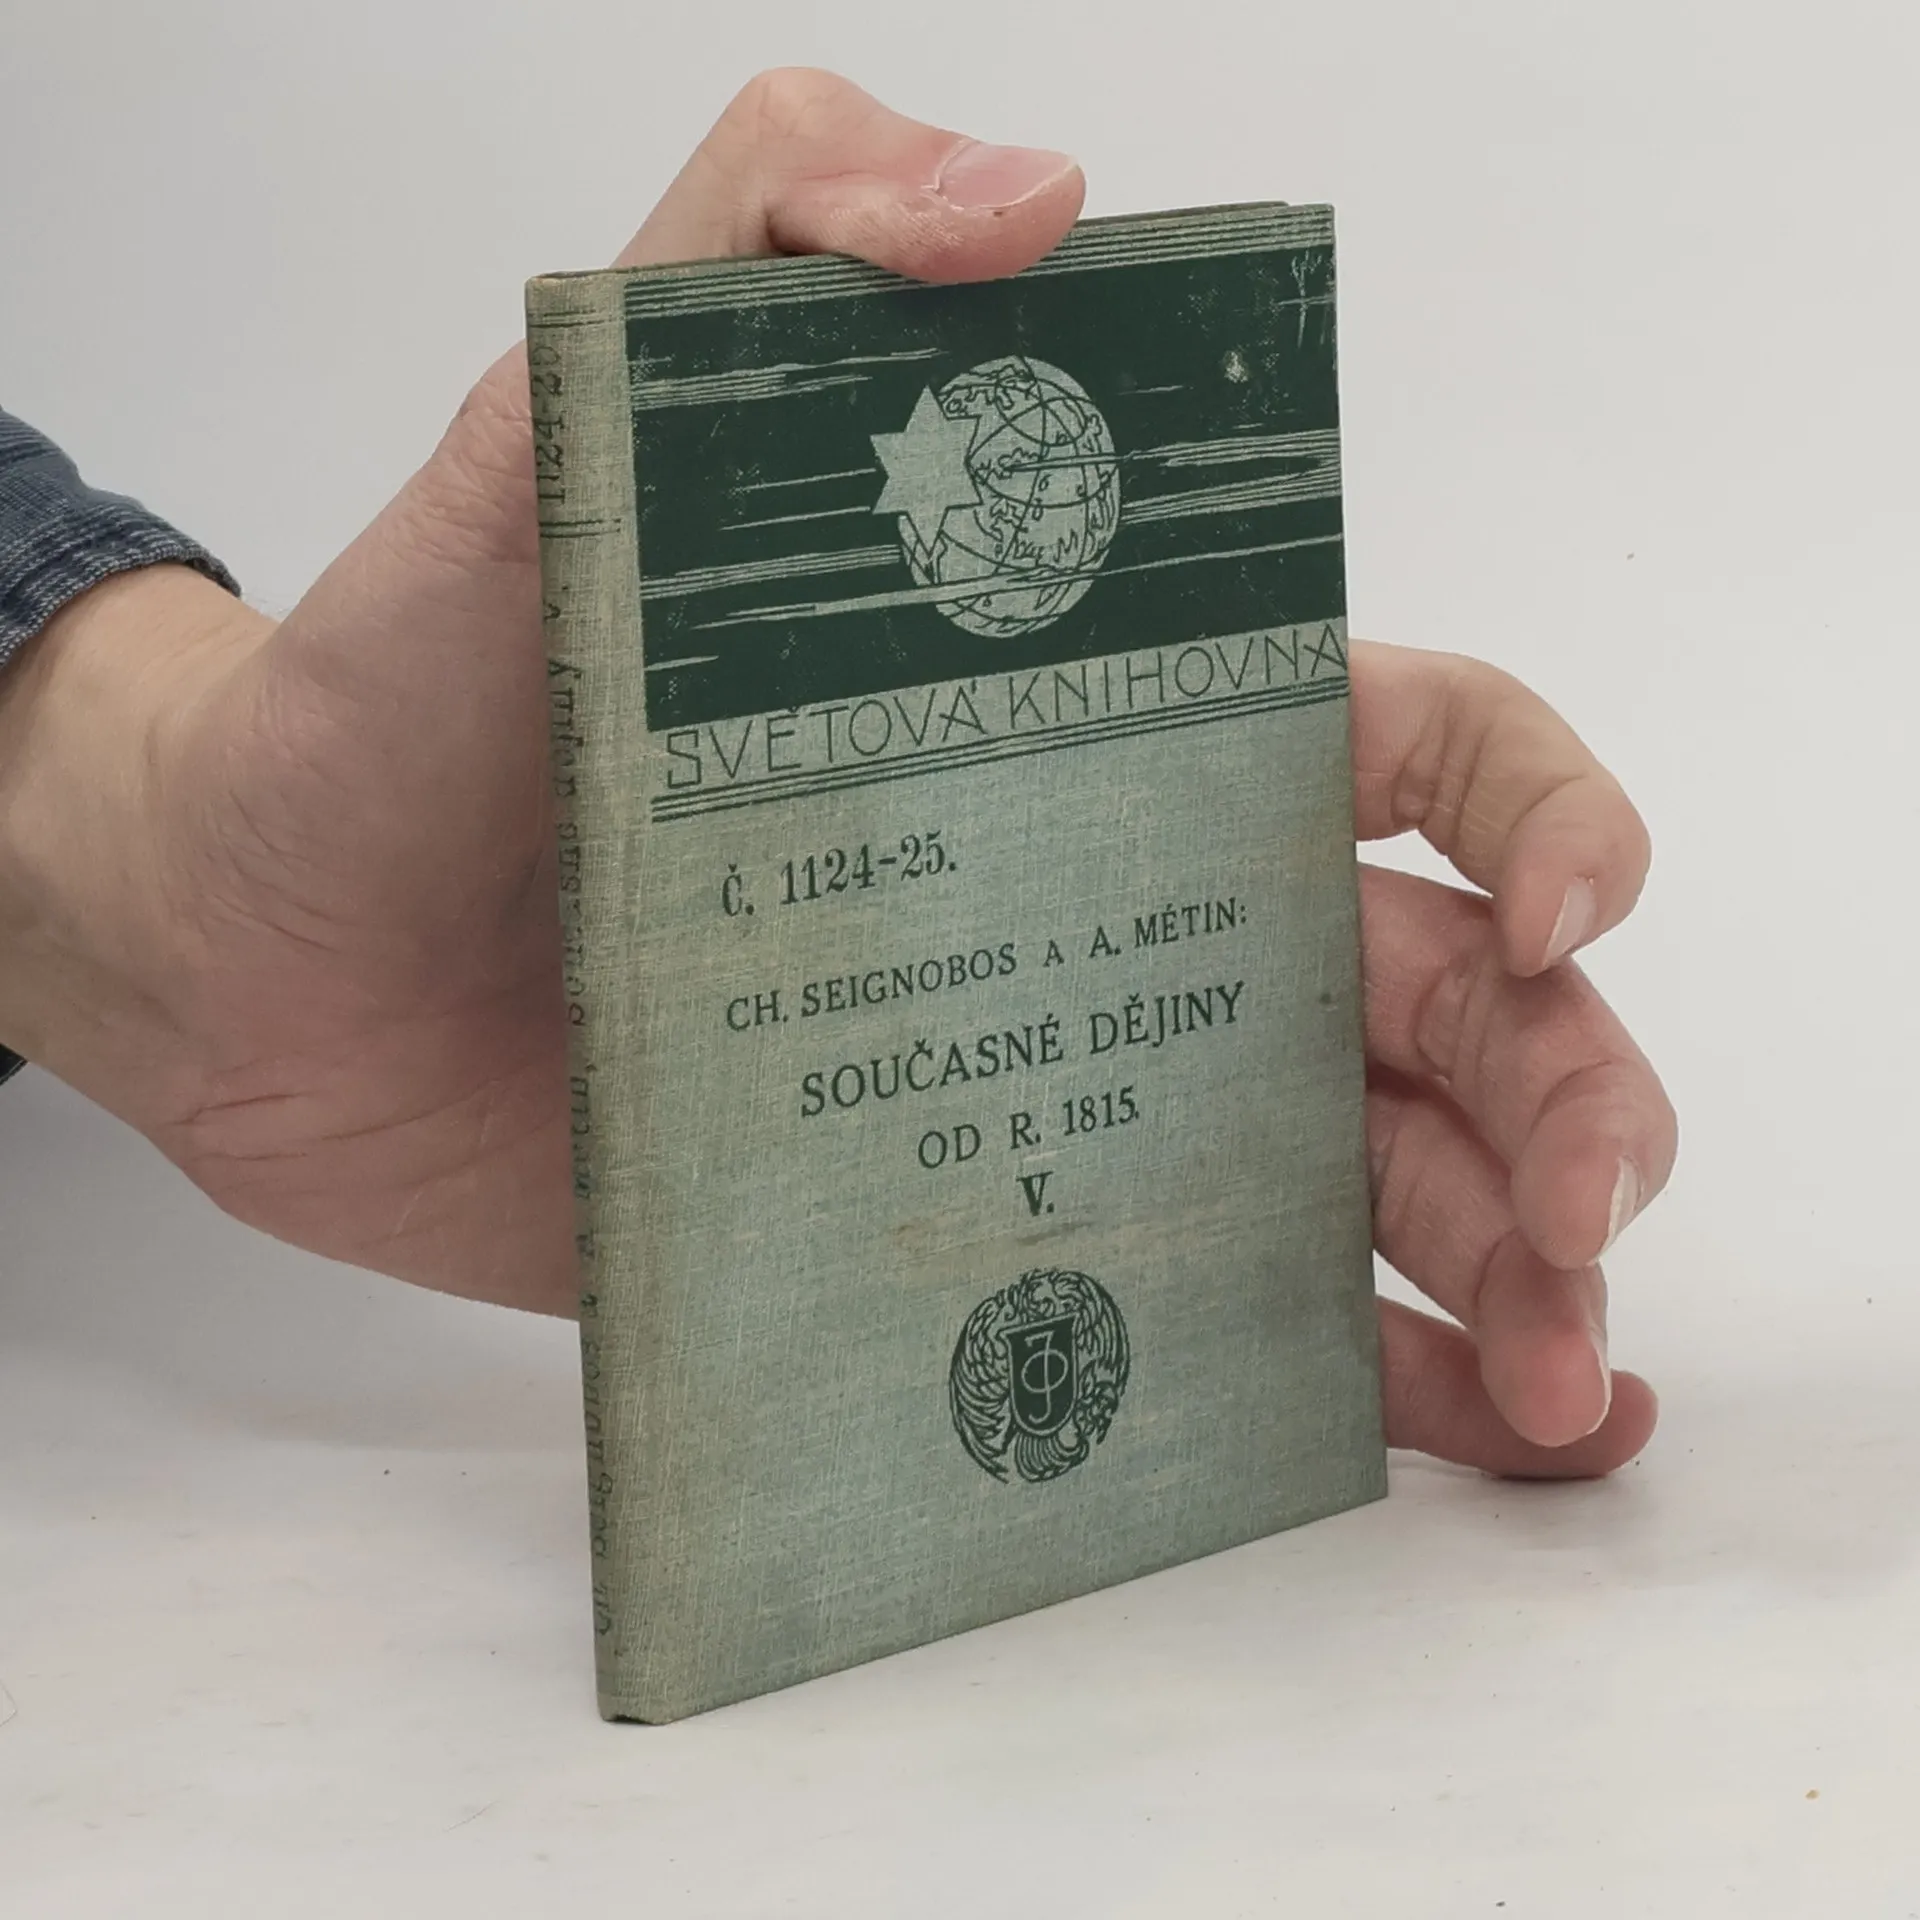 SVĚTOVÁ KNIHOVNA
Č. 1124-25.
CH. SEIGNOBOS A A. MÉTIN:
SOUČASNÉ DĚJINY
OD R. 1815.
V.